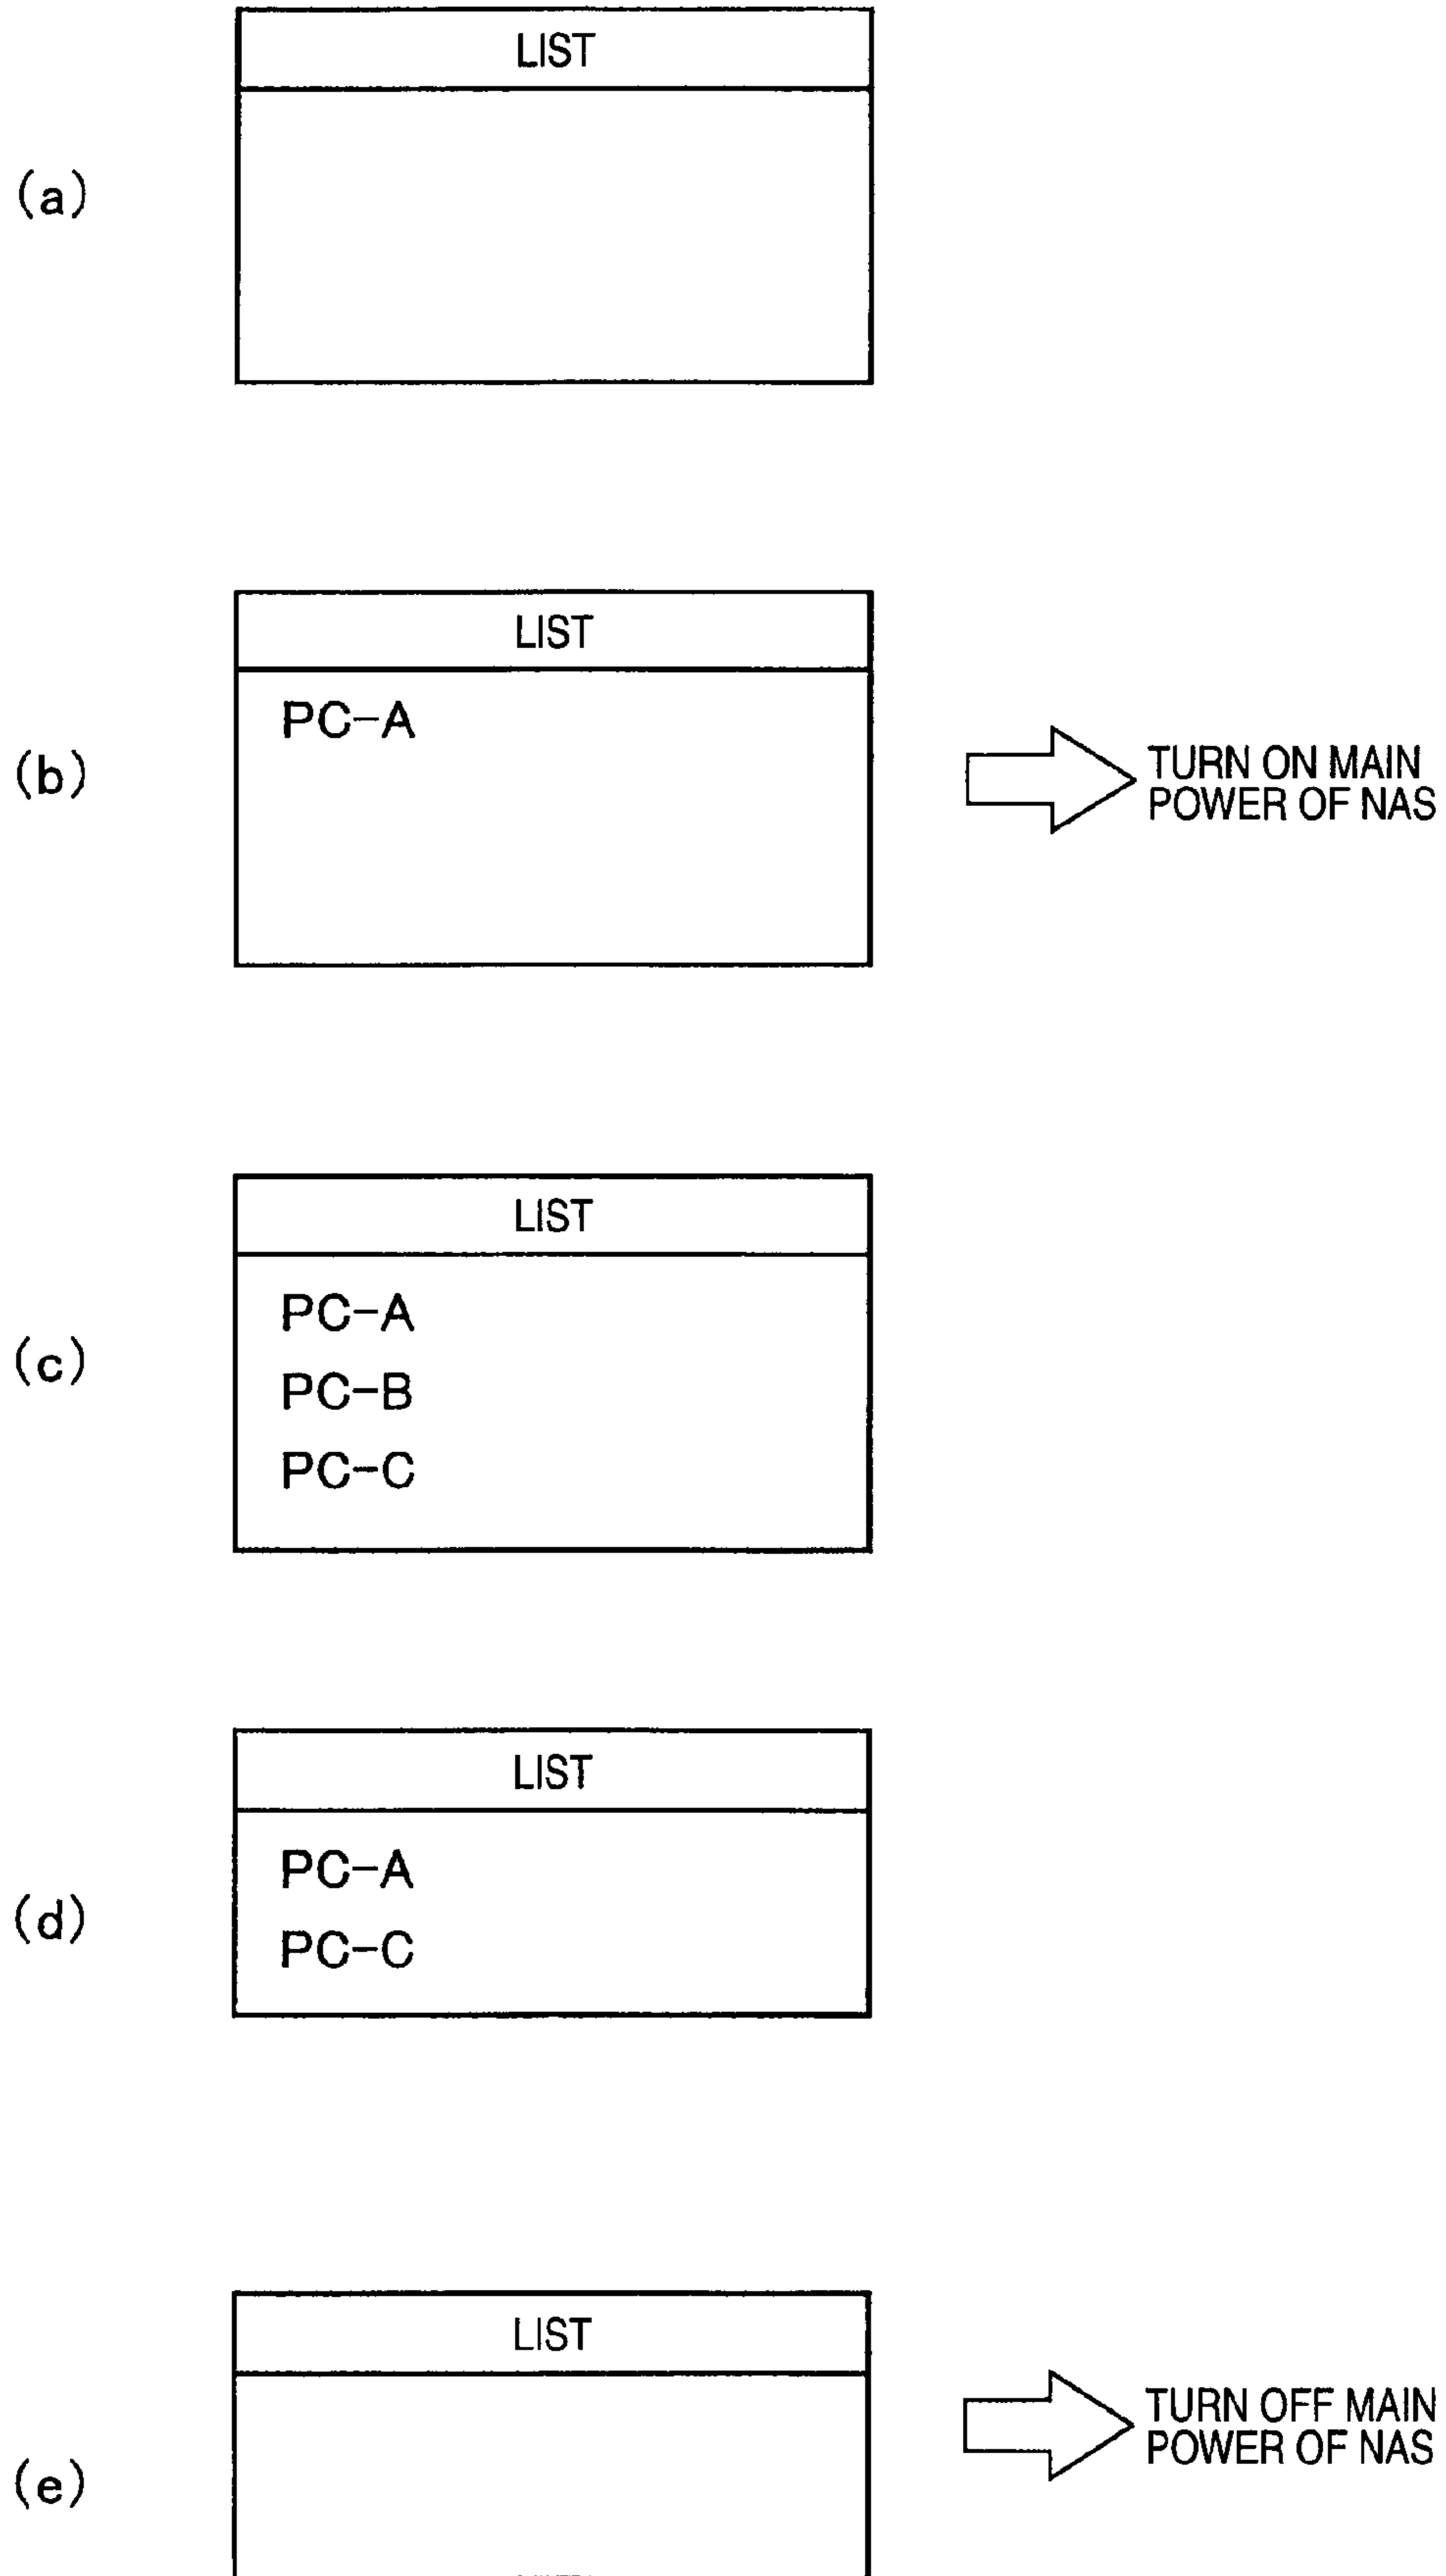 LIST
(a)
LIST
PC-A
(b)
TURN ON MAIN
POWER OF NAS
LIST
PC-A
PC-B
(c)
PC-C
LIST
PC-A
(d)
PC-C
LIST
TURN OFF MAIN
POWER OF NAS
(e)